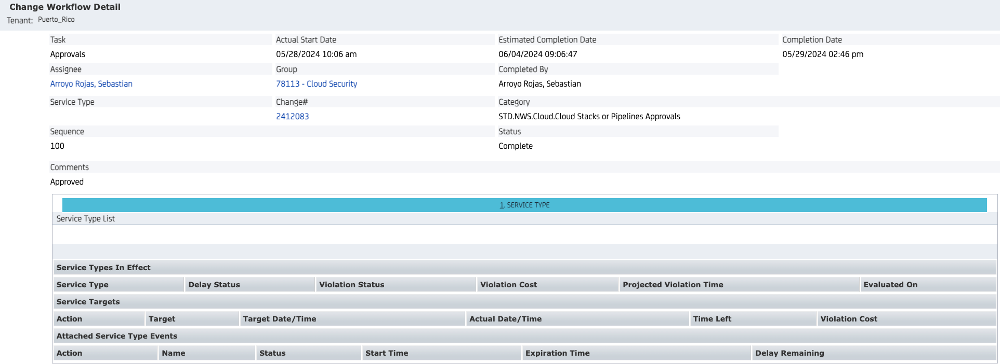 Change Workflow Detail
Tenant: Puerto_Rico
Task Actual Start Date Estimated Completion Date Completion Date
Approvals 05/28/2024 10:06 am 06/04/2024 09:06:47 05/29/2024 02:46 pm
Assignee Group Completed By
Arroyo Rojas, Sebastian 78113 - Cloud Security Arroyo Rojas, Sebastian
Service Type Change# Category
2412083 STD.NWS.Cloud.Cloud Stacks or Pipelines Approvals
Sequence Status
100 Complete
Comments
Approved
1. SERVICE TYPE
Service Type List
Service Types In Effect
Service Type Delay Status Violation Status Violation Cost Projected Violation Time Evaluated On
Service Targets
Action Target Target Date/Time Actual Date/Time Time Left Violation Cost
Attached Service Type Events
Action Name Status Start Time Expiration Time Delay Remaining